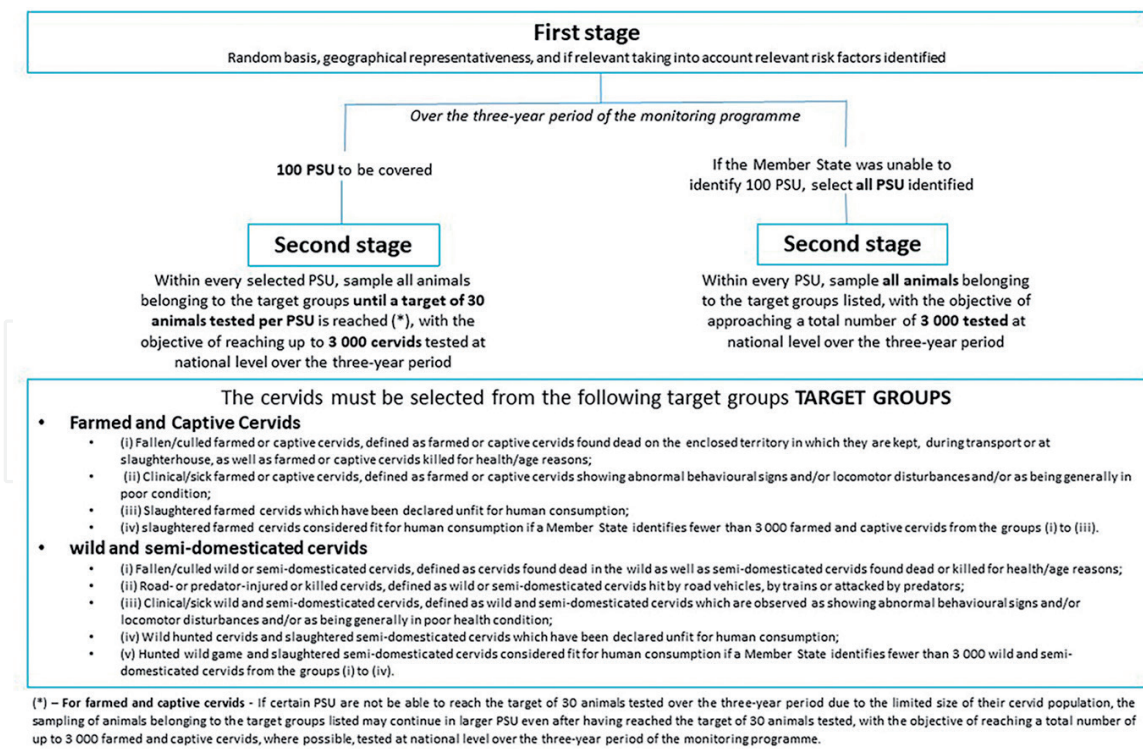 First stage
Random basis, geographical representativeness, and if relevant taking into account relevant risk factors identified
Over the three-year period of the monitoring programme
100 PSU to be covered
If the Member State was unable to
identify 100 PSU, select all PSU identified
Second stage
Within every selected PSU, sample all animals
belonging to the target groups until a target of 30
animals tested per PSU is reached (*), with the
objective of reaching up to 3 000 cervids tested at
national level over the three-year period
Second stage
Within every PSU, sample all animals belonging
to the target groups listed, with the objective of
approaching a total number of 3 000 tested at
national level over the three-year period
The cervids must be selected from the following target groups TARGET GROUPS
• Farmed and Captive Cervids
• (i) Fallen/culled farmed or captive cervids, defined as farmed or captive cervids found dead on the enclosed territory in which they are kept, during transport or at
slaughterhouse, as well as farmed or captive cervids killed for health/age reasons;
• (ii) Clinical/sick farmed or captive cervids, defined as farmed or captive cervids showing abnormal behavioural signs and/or locomotor disturbances and/or as being generally in
poor condition;
• (iii) Slaughtered farmed cervids which have been declared unfit for human consumption;
• (iv) slaughtered farmed cervids considered fit for human consumption if a Member State identifies fewer than 3 000 farmed and captive cervids from the groups (i) to (iii).
• wild and semi-domesticated cervids
• (i) Fallen/culled wild or semi-domesticated cervids, defined as cervids found dead in the wild as well as semi-domesticated cervids found dead or killed for health/age reasons;
• (ii) Road- or predator-injured or killed cervids, defined as wild or semi-domesticated cervids hit by road vehicles, by trains or attacked by predators;
• (iii) Clinical/sick wild and semi-domesticated cervids, defined as wild and semi-domesticated cervids which are observed as showing abnormal behavioural signs and/or
locomotor disturbances and/or as being generally in poor health condition;
• (iv) Wild hunted cervids and slaughtered semi-domesticated cervids which have been declared unfit for human consumption;
• (v) Hunted wild game and slaughtered semi-domesticated cervids considered fit for human consumption if a Member State identifies fewer than 3 000 wild and semi-
domesticated cervids from the groups (i) to (iv).
(*) – For farmed and captive cervids - If certain PSU are not be able to reach the target of 30 animals tested over the three-year period due to the limited size of their cervid population, the
sampling of animals belonging to the target groups listed may continue in larger PSU even after having reached the target of 30 animals tested, with the objective of reaching a total number of
up to 3 000 farmed and captive cervids, where possible, tested at national level over the three-year period of the monitoring programme.